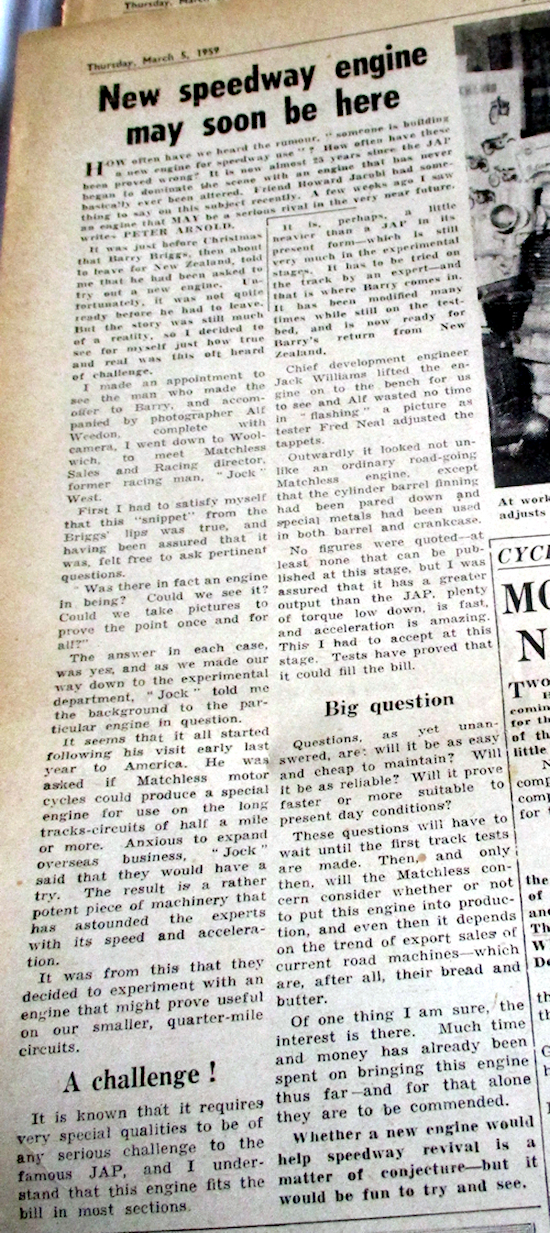 Thursday, March 5, 1959
New speedway engine
may soon be here
HOW often have we heard the rumour, "someone is building
a new engine for speedway use"? How often have these
been proved wrong? It is now almost 25 years since the JAP
began to dominate the scene with an engine that has never
basically ever been altered. Friend Howard Jacobi had some-
thing to say on this subject recently. A few weeks ago I saw
an engine that MAY be a serious rival in the very near future.
writes PETER ARNOLD.
It was just before Christmas
that Barry Briggs, then about
to leave for New Zealand, told
me that he had been asked to
try out a new engine. Un-
fortunately, it was not quite
ready before he had to leave.
But the story was still much
of a reality, so I decided to
see for myself just how true
and real was this oft heard
of challenge.
I made an appointment to
see the man who made the
offer to Barry, and accom-
panied by photographer Alf
Weedon, complete with
camera, I went down to Wool-
wich, to meet Matchless
Sales and Racing director,
former racing man, "Jock"
West.
First I had to satisfy myself
that this "snippet" from the
Briggs' lips was true, and
having been assured that it
was, felt free to ask pertinent
questions.
"Was there in fact an engine
in being? Could we see it?
Could we take pictures to
prove the point once and for
all?"
The answer in each case,
was yes, and as we made our
way down to the experimental
department, "Jock" told me
the background to the par-
ticular engine in question.
It seems that it all started
following his visit early last
year to America. He was
asked if Matchless motor
cycles could produce a special
engine for use on the long
tracks-circuits of half a mile
or more. Anxious to expand
overseas business, "Jock"
said that they would have a
try. The result is a rather
potent piece of machinery that
has astounded the experts
with its speed and accelera-
tion.
It was from this that they
decided to experiment with an
engine that might prove useful
on our smaller, quarter-mile
circuits.
A challenge!
It is known that it requires
very special qualities to be of
any serious challenge to the
famous JAP, and I under-
stand that this engine fits the
bill in most sections.
It is, perhaps, a little
heavier than a JAP in its
present form—which is still
very much in the experimental
stages. It has to be tried on
the track by an expert—and
that is where Barry comes in.
It has been modified many
times while still on the test-
bed, and is now ready for
Barry's return from New
Zealand.
Chief development engineer
Jack Williams lifted the en-
gine on to the bench for us
to see and Alf wasted no time
in "flashing" a picture as
tester Fred Neal adjusted the
tappets.
Outwardly it looked not un-
like an ordinary road-going
Matchless engine, except
that the cylinder barrel finning
had been pared down and
special metals had been used
in both barrel and crankcase.
No figures were quoted—at
least none that can be pub-
lished at this stage, but I was
assured that it has a greater
output than the JAP, plenty
of torque low down, is fast,
and acceleration is amazing.
This I had to accept at this
stage. Tests have proved that
it could fill the bill.
Big question
Questions, as yet unan-
swered, are: will it be as easy
and cheap to maintain? Will
it be as reliable? Will it prove
faster or more suitable to
present day conditions?
These questions will have to
wait until the first track tests
are made. Then, and only
then, will the Matchless con-
cern consider whether or not
to put this engine into produc-
tion, and even then it depends
on the trend of export sales of
current road machines—which
are, after all, their bread and
butter.
Of one thing I am sure, the
interest is there. Much time
and money has already been
spent on bringing this engine
thus far—and for that alone
they are to be commended.
Whether a new engine would
help speedway revival is a
matter of conjecture—but it
would be fun to try and see.
At work
adjusts
CYC
MO
N
TWO
comin
for th
of th
little
N
comp
comp
for
the
of
and
Th
W
De
th
th